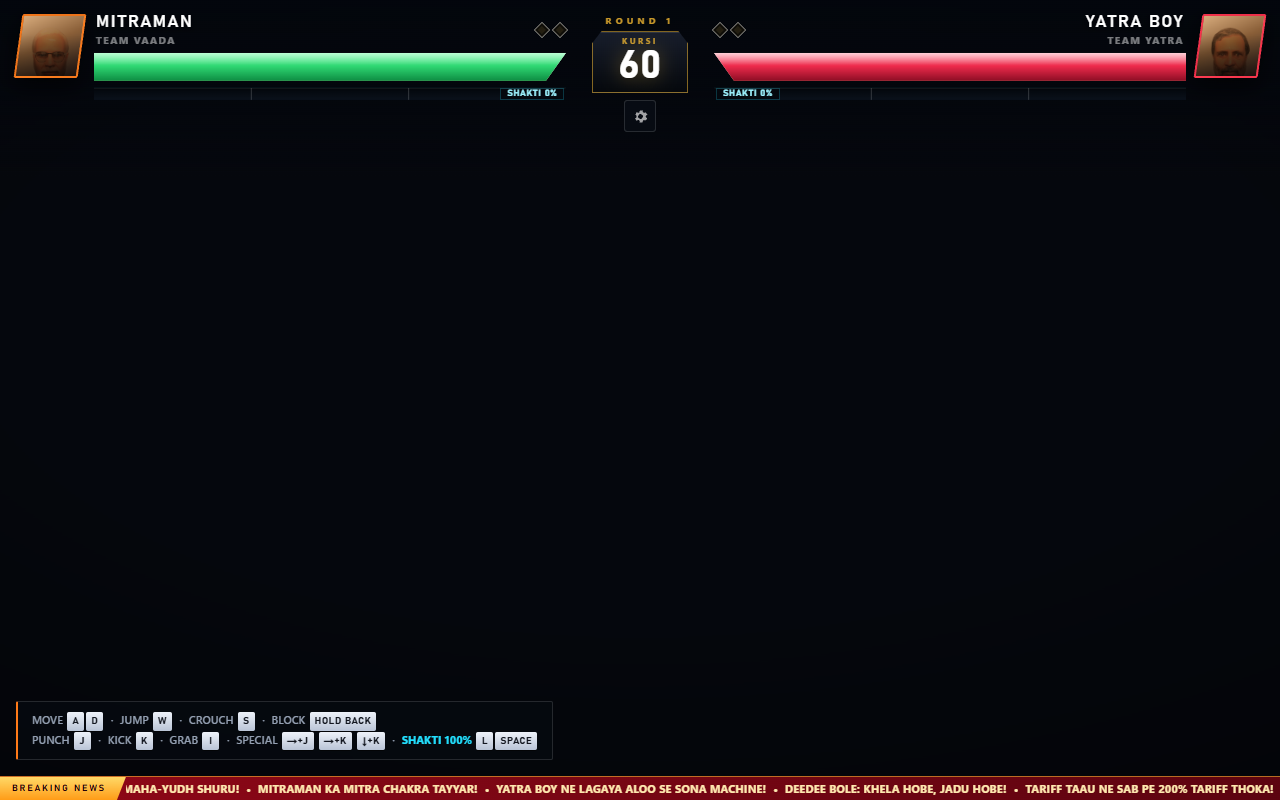 MITRAMAN
TEAM VAADA
ROUND 1
KURSI
60
YATRA BOY
TEAM YATRA
SHAKTI 0%
SHAKTI 0%
MOVE A D · JUMP W · CROUCH S · BLOCK HOLD BACK
PUNCH J · KICK K · GRAB I · SPECIAL →+J →+K ↓+K · SHAKTI 100% L SPACE
BREAKING NEWS MAHA-YUDH SHURU! • MITRAMAN KA MITRA CHAKRA TAYYAR! • YATRA BOY NE LAGAYA ALOO SE SONA MACHINE! • DEEDEE BOLE: KHELA HOBE, JADU HOBE! • TARIFF TAAU NE SAB PE 200% TARIFF THOKA!